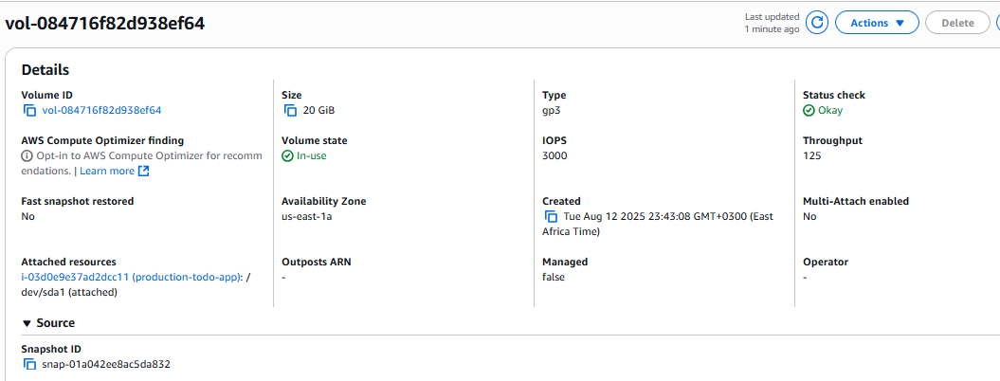 vol-084716f82d938ef64
Last updated
1 minute ago
Actions
Delete
Details
Volume ID
vol-084716f82d938ef64
Size
20 GiB
Type
gp3
Status check
Okay
AWS Compute Optimizer finding
Opt-in to AWS Compute Optimizer for recomm
endations. | Learn more
Volume state
In-use
IOPS
3000
Throughput
125
Fast snapshot restored
No
Availability Zone
us-east-1a
Created
Tue Aug 12 2025 23:43:08 GMT+0300 (East
Africa Time)
Multi-Attach enabled
No
Attached resources
i-03d0e9e37ad2dcc11 (production-todo-app): /
dev/sda1 (attached)
Outposts ARN
-
Managed
false
Operator
-
Source
Snapshot ID
snap-01a042ee8ac5da832